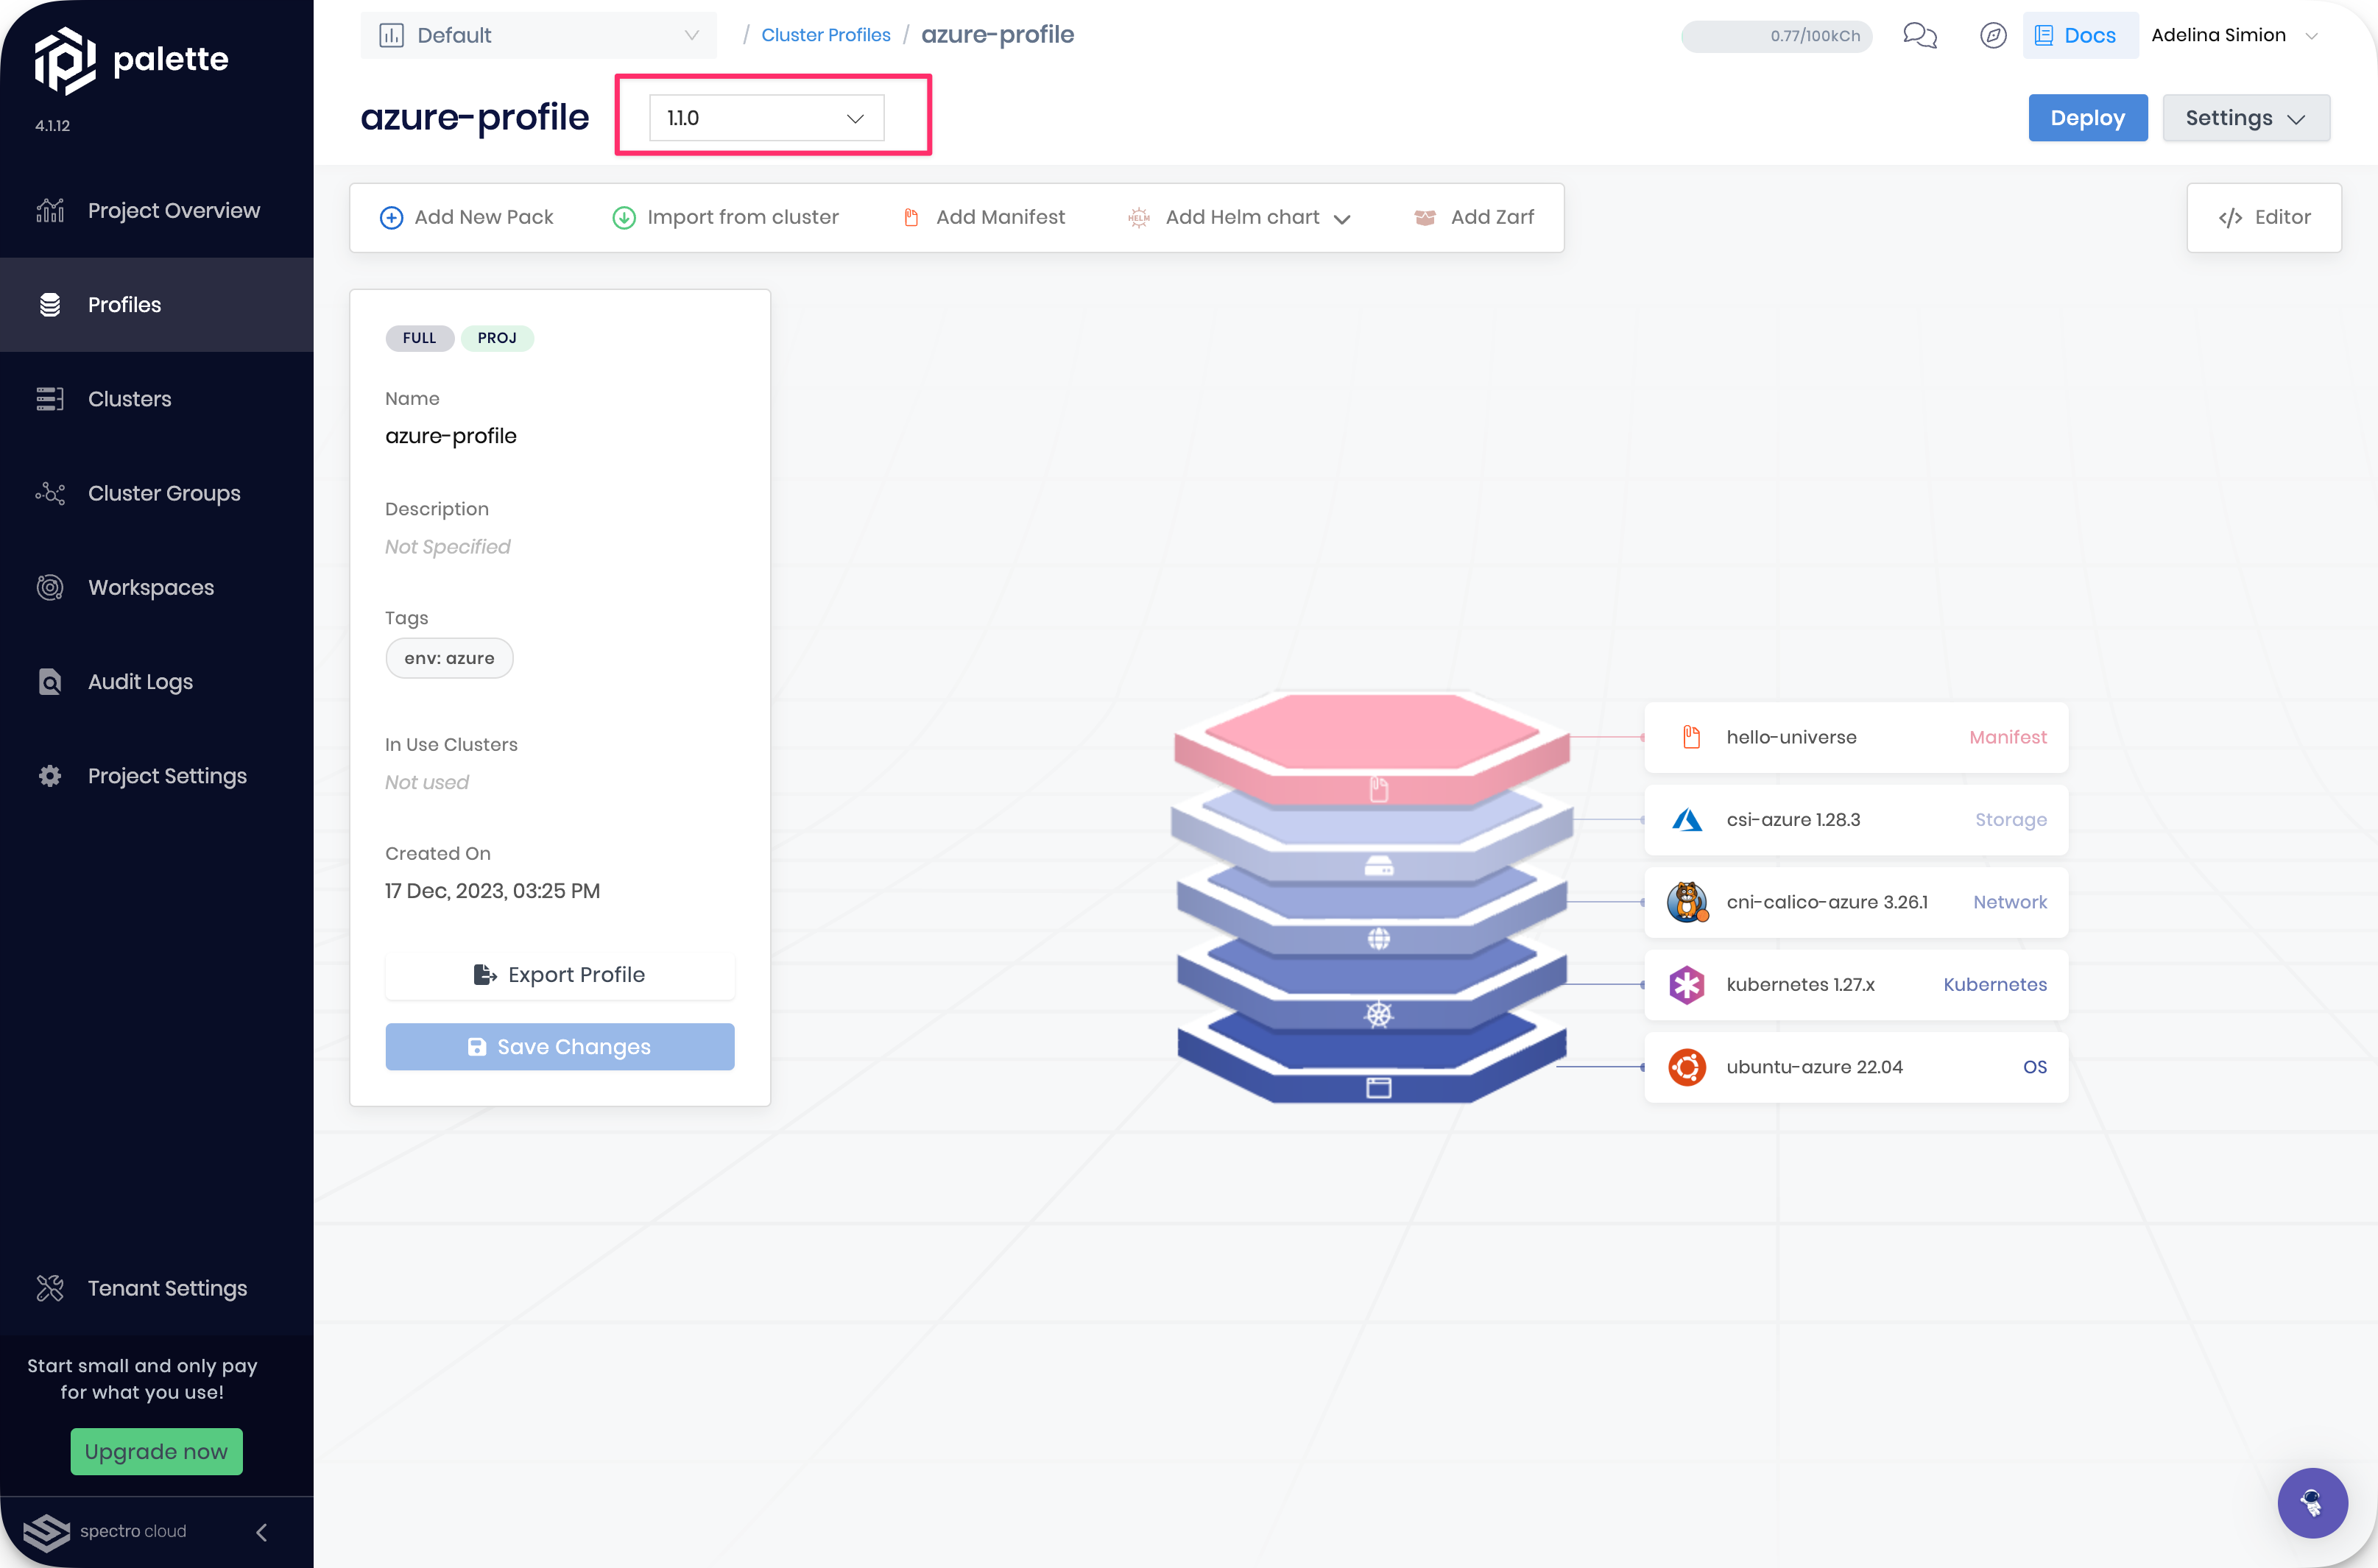 palette
4.1.12
Project Overview
Profiles
Clusters
Cluster Groups
Workspaces
Audit Logs
Project Settings
Tenant Settings
Start small and only pay
for what you use!
Upgrade now
spectro cloud
Default
/ Cluster Profiles / azure-profile
0.77/100kCh
Docs
Adelina Simion
azure-profile
1.1.0
Deploy
Settings
Add New Pack
Import from cluster
Add Manifest
HELM
Add Helm chart
Add Zarf
</> Editor
FULL
PROJ
Name
azure-profile
Description
Not Specified
Tags
env: azure
In Use Clusters
Not used
Created On
17 Dec, 2023, 03:25 PM
Export Profile
Save Changes
hello-universe Manifest
csi-azure 1.28.3 Storage
cni-calico-azure 3.26.1 Network
kubernetes 1.27.x Kubernetes
ubuntu-azure 22.04 OS